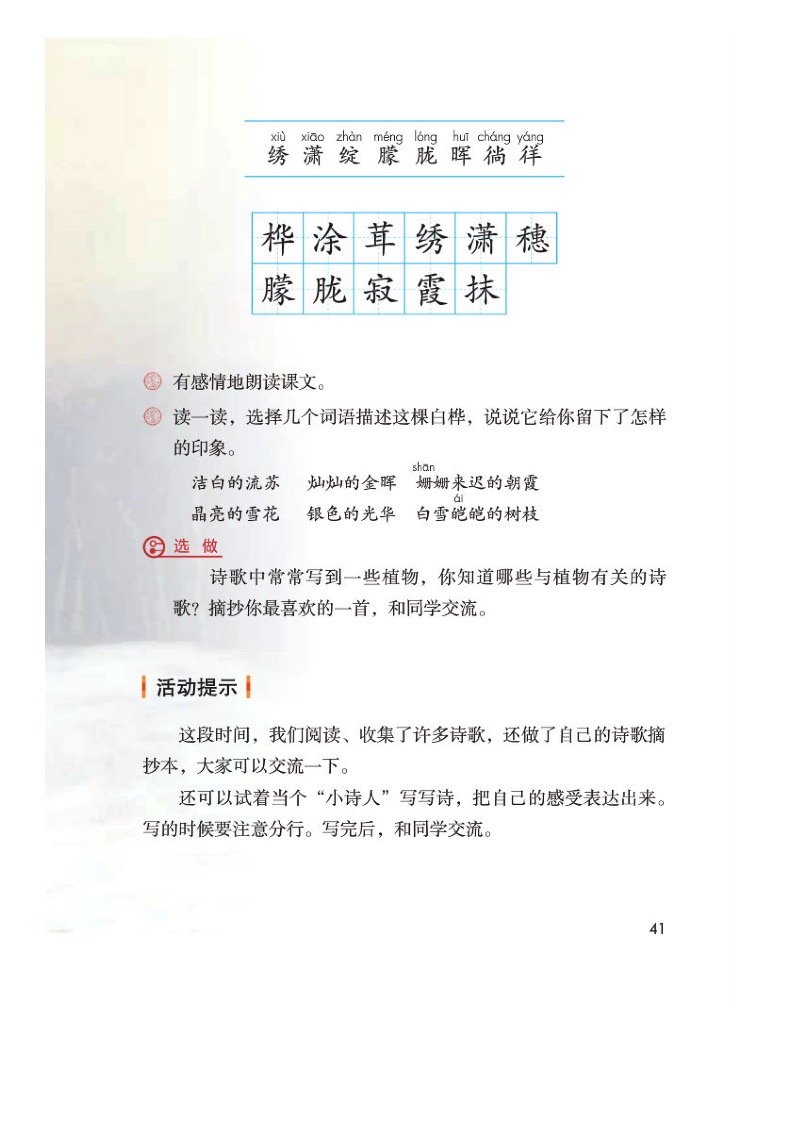 xiù xiāo zhàn méng lóng huī cháng yáng
绣 潇 绽 朦 胧 晖 徜 徉
桦 涂 茸 绣 潇 穗
朦 胧 寂 霞 抹
有感情地朗读课文。
读一读，选择几个词语描述这棵白桦，说说它给你留下了怎样
的印象。
shān
洁白的流苏 灿灿的金晖 姗姗来迟的朝霞
ái
晶亮的雪花 银色的光华 白雪皑皑的树枝
选做
诗歌中常常写到一些植物，你知道哪些与植物有关的诗
歌？摘抄你最喜欢的一首，和同学交流。
活动提示
这段时间，我们阅读、收集了许多诗歌，还做了自己的诗歌摘
抄本，大家可以交流一下。
还可以试着当个“小诗人”写写诗，把自己的感受表达出来。
写的时候要注意分行。写完后，和同学交流。
41